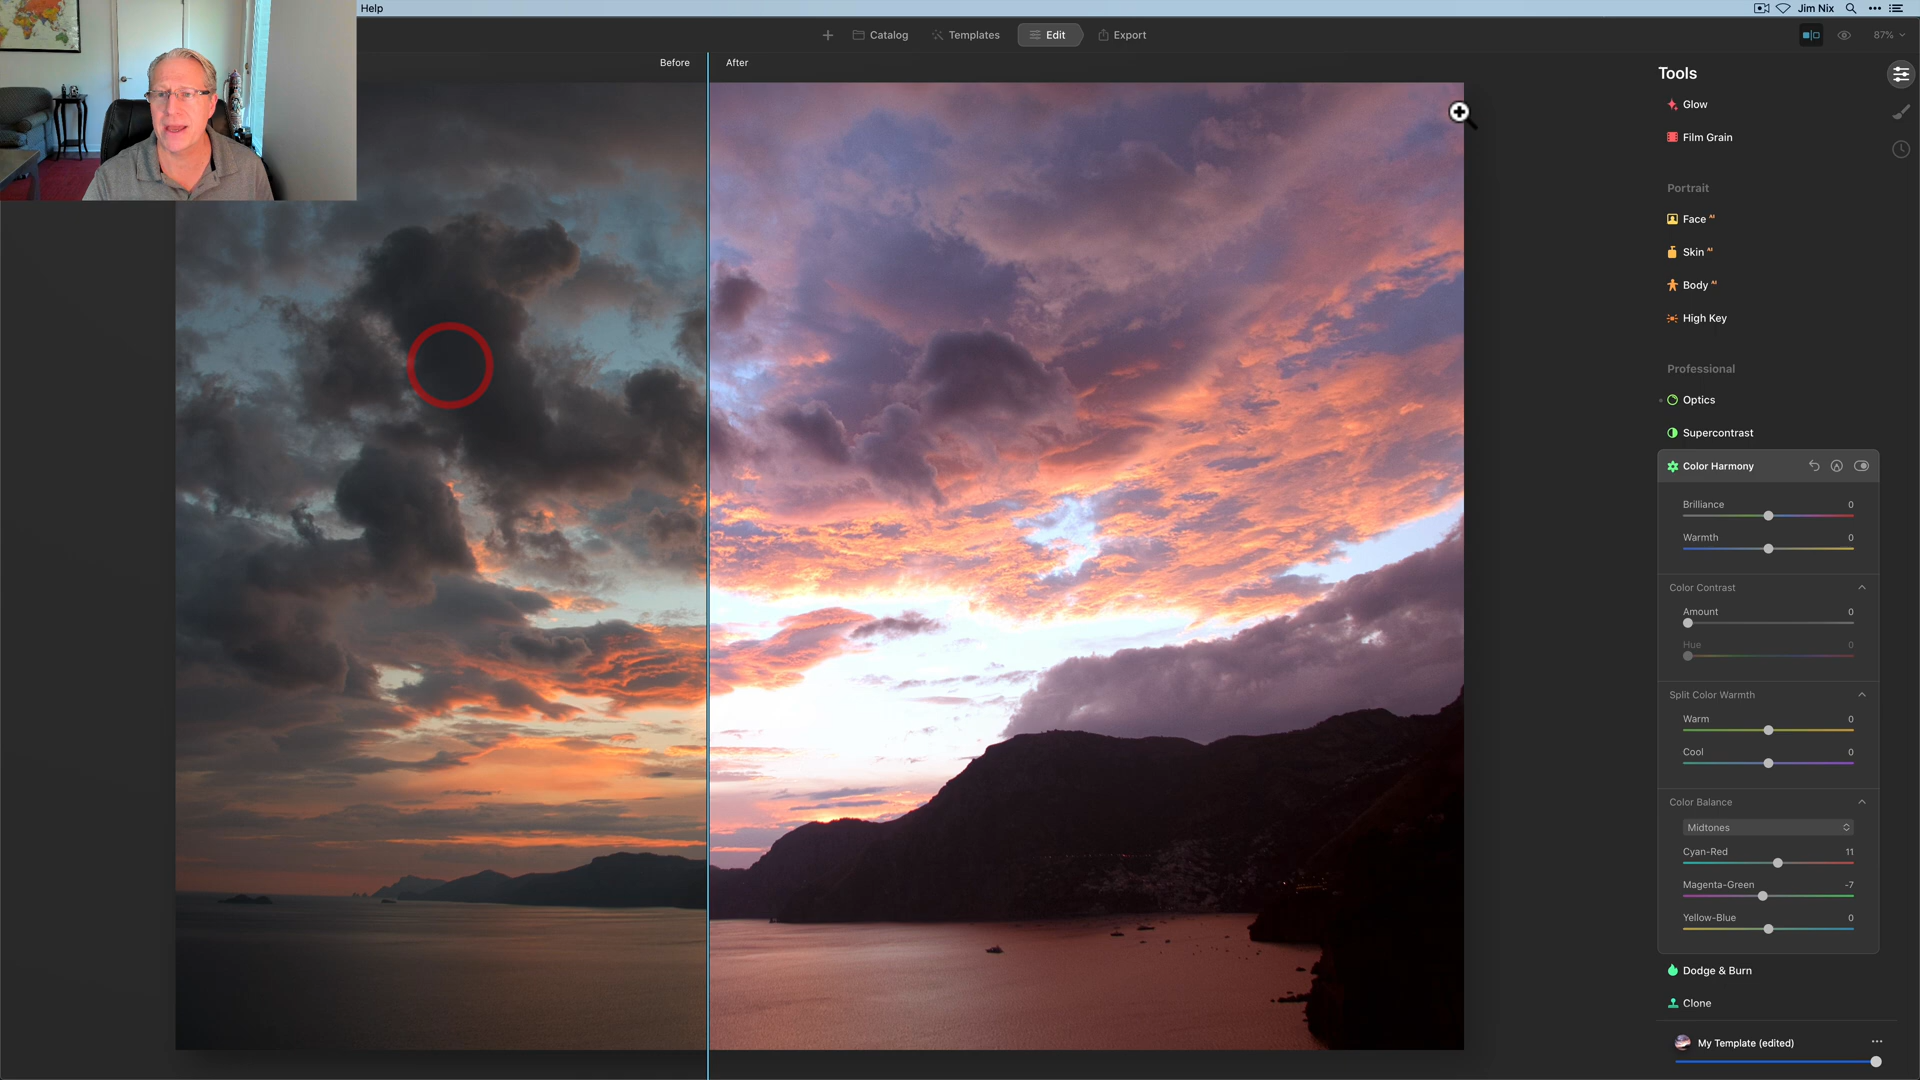 Help
Jim Nix
Catalog
Templates
Edit
Export
87%
Before
After
Tools
Glow
Film Grain
Portrait
Face AI
Skin AI
Body AI
High Key
Professional
Optics
Supercontrast
Color Harmony
Brilliance 0
Warmth 0
Color Contrast
Amount 0
Hue 0
Split Color Warmth
Warm 0
Cool 0
Color Balance
Midtones
Cyan-Red 11
Magenta-Green -7
Yellow-Blue 0
Dodge & Burn
Clone
My Template (edited)